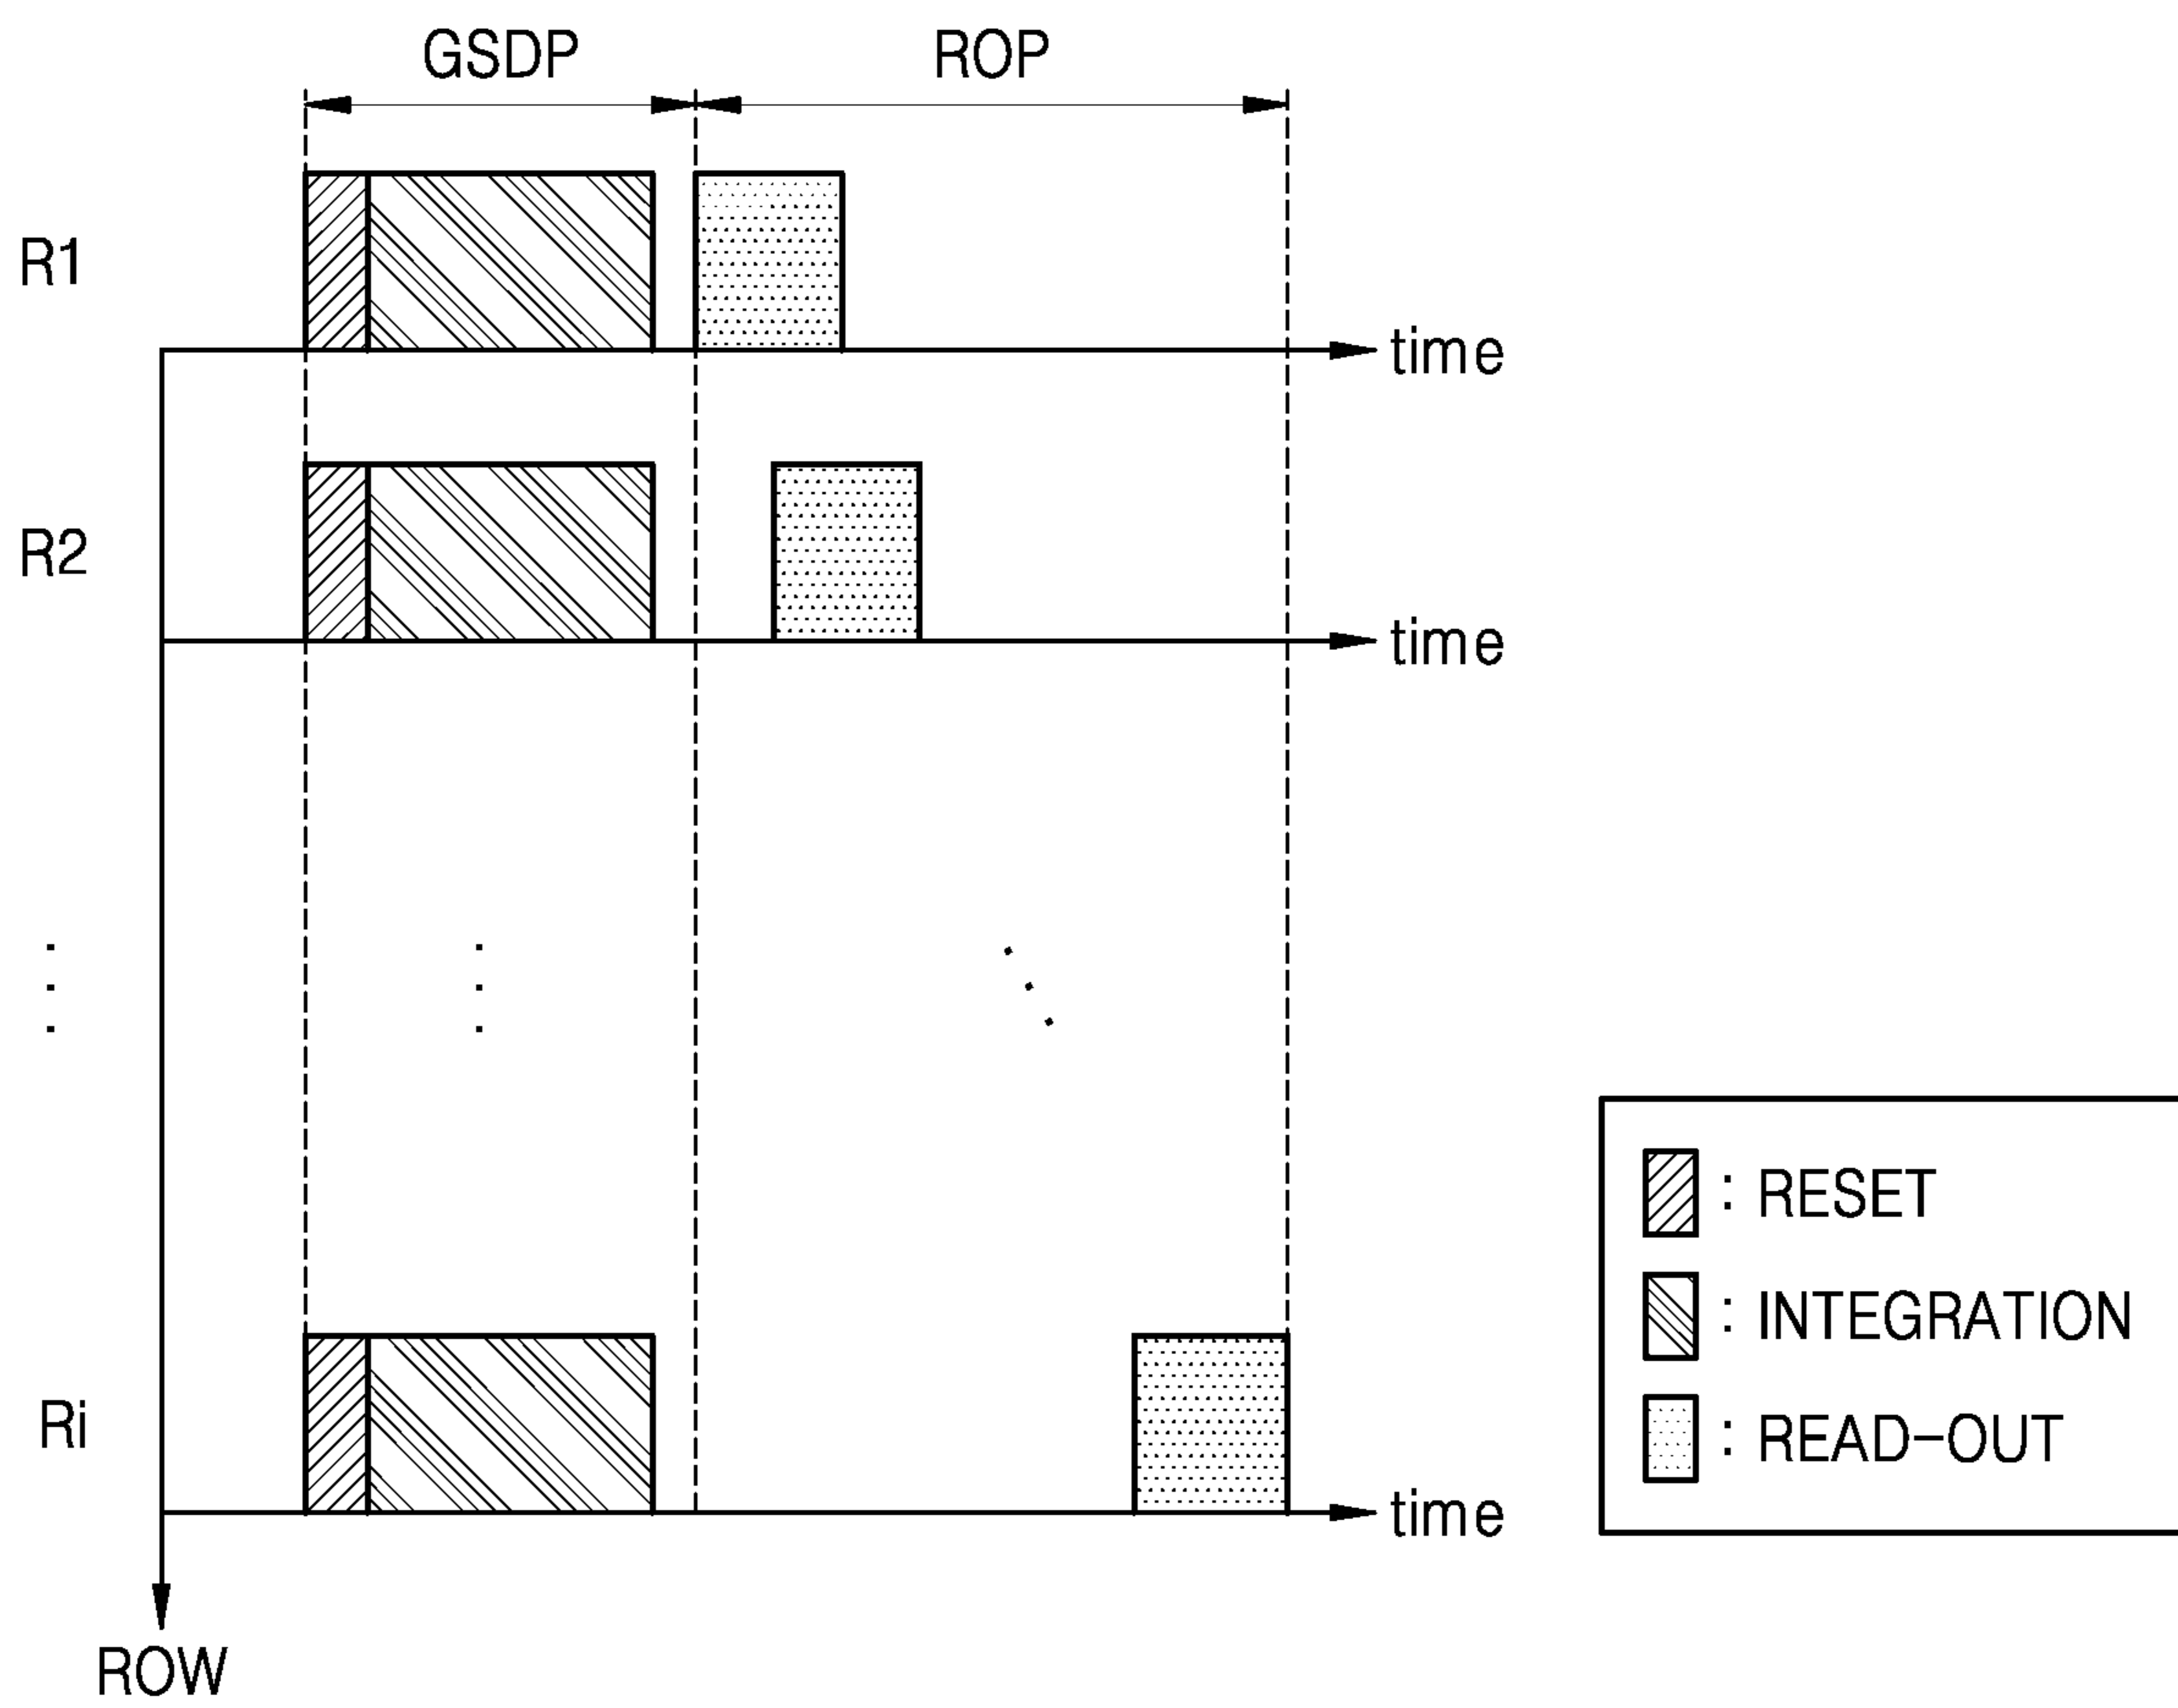 GSDP
ROP
R1
time
R2
time
: RESET
: INTEGRATION
: READ-OUT
Ri
time
ROW